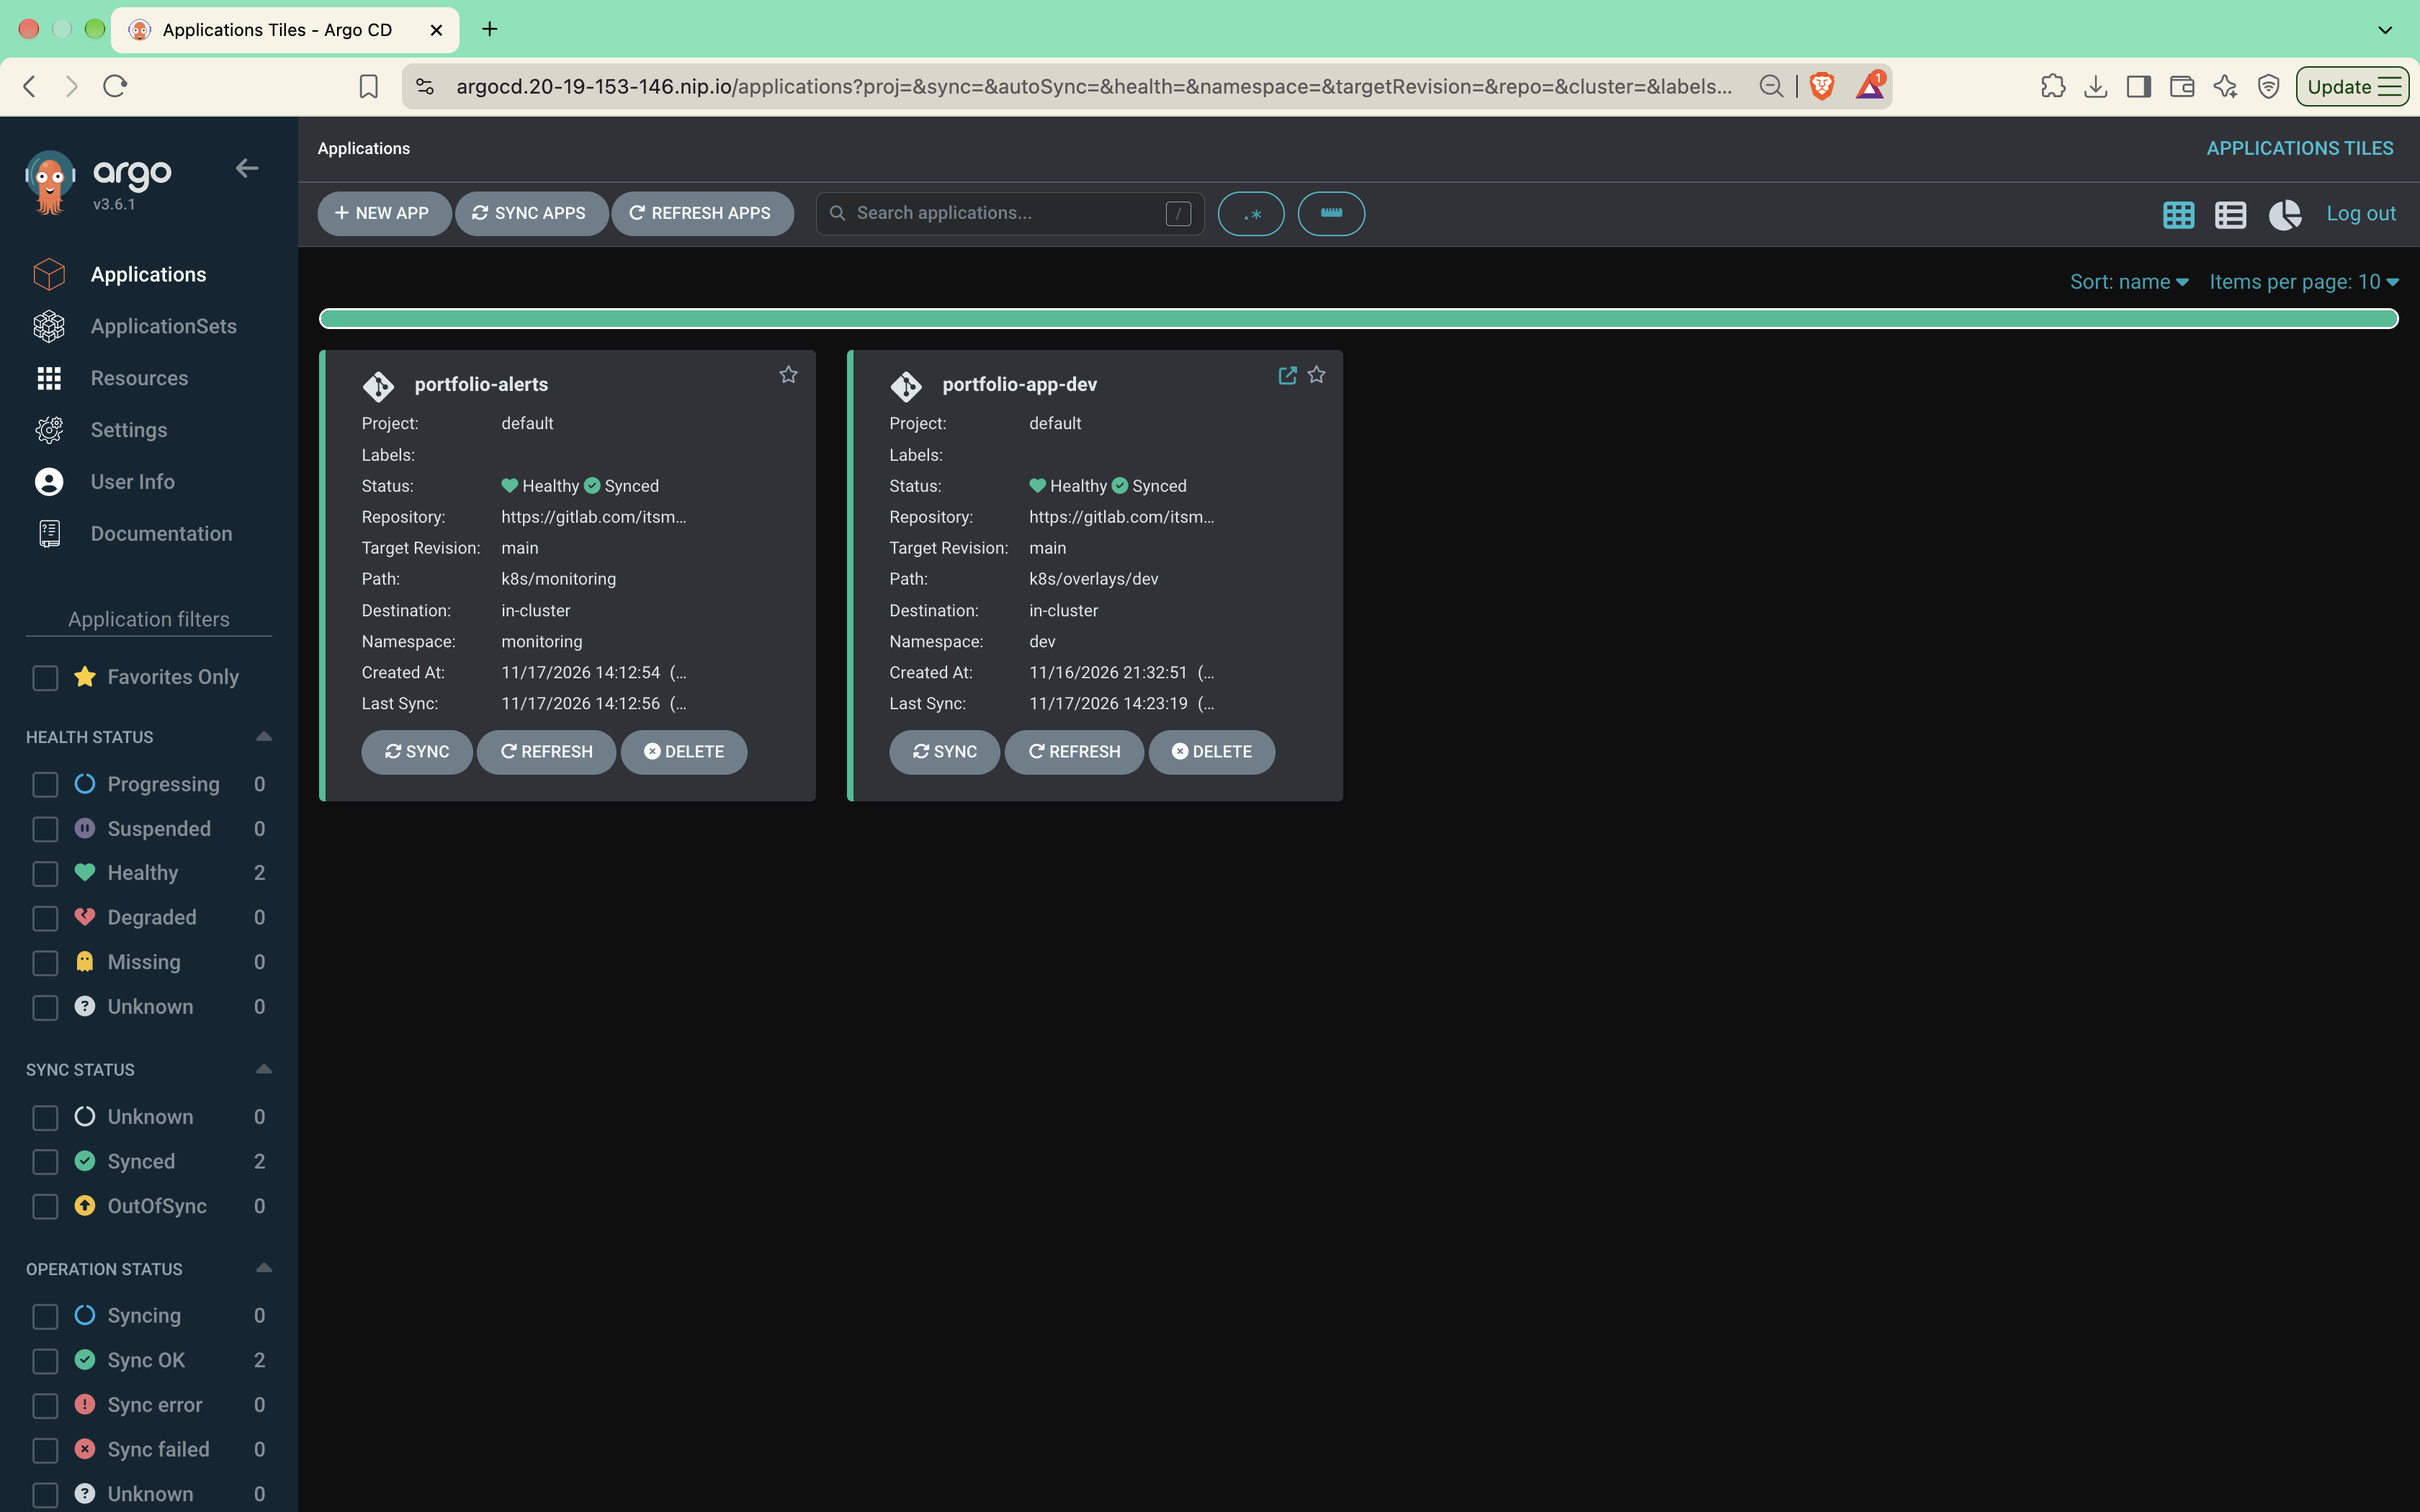 Applications Tiles - Argo CD
argocd.20-19-153-146.nip.io/applications?proj=&sync=&autoSync=&health=&namespace=&targetRevision=&repo=&cluster=&labels...
1
Update
argo
v3.6.1
Applications
ApplicationSets
Resources
Settings
User Info
Documentation
Application filters
Favorites Only
HEALTH STATUS
Progressing 0
Suspended 0
Healthy 2
Degraded 0
Missing 0
Unknown 0
SYNC STATUS
Unknown 0
Synced 2
OutOfSync 0
OPERATION STATUS
Syncing 0
Sync OK 2
Sync error 0
Sync failed 0
Unknown 0
Applications
APPLICATIONS TILES
+ NEW APP SYNC APPS REFRESH APPS Search applications... / .* Log out
Sort: name Items per page: 10
portfolio-alerts
Project: default
Labels:
Status: Healthy Synced
Repository: https://gitlab.com/itsm...
Target Revision: main
Path: k8s/monitoring
Destination: in-cluster
Namespace: monitoring
Created At: 11/17/2026 14:12:54 (...
Last Sync: 11/17/2026 14:12:56 (...
SYNC REFRESH DELETE
portfolio-app-dev
Project: default
Labels:
Status: Healthy Synced
Repository: https://gitlab.com/itsm...
Target Revision: main
Path: k8s/overlays/dev
Destination: in-cluster
Namespace: dev
Created At: 11/16/2026 21:32:51 (...
Last Sync: 11/17/2026 14:23:19 (...
SYNC REFRESH DELETE